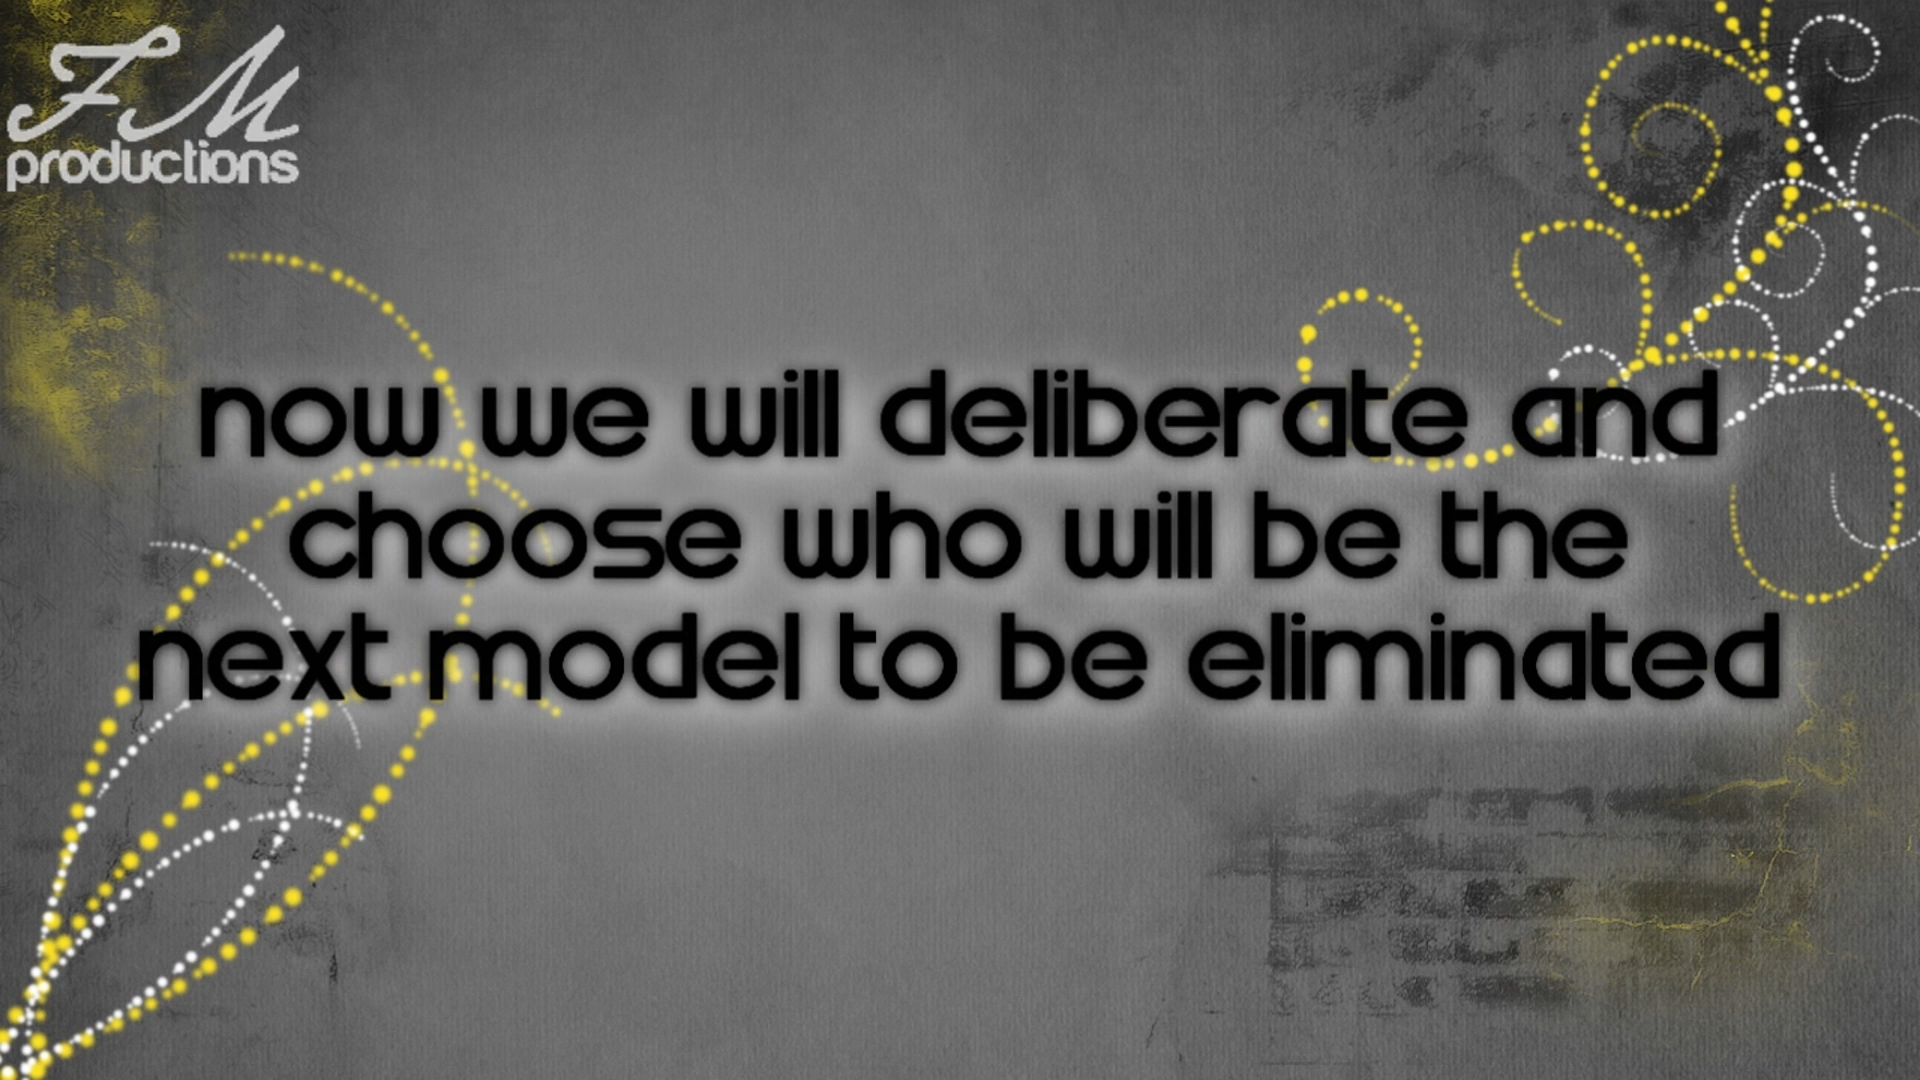 FM
productions
now we will deliberate and
choose who will be the
next model to be eliminated